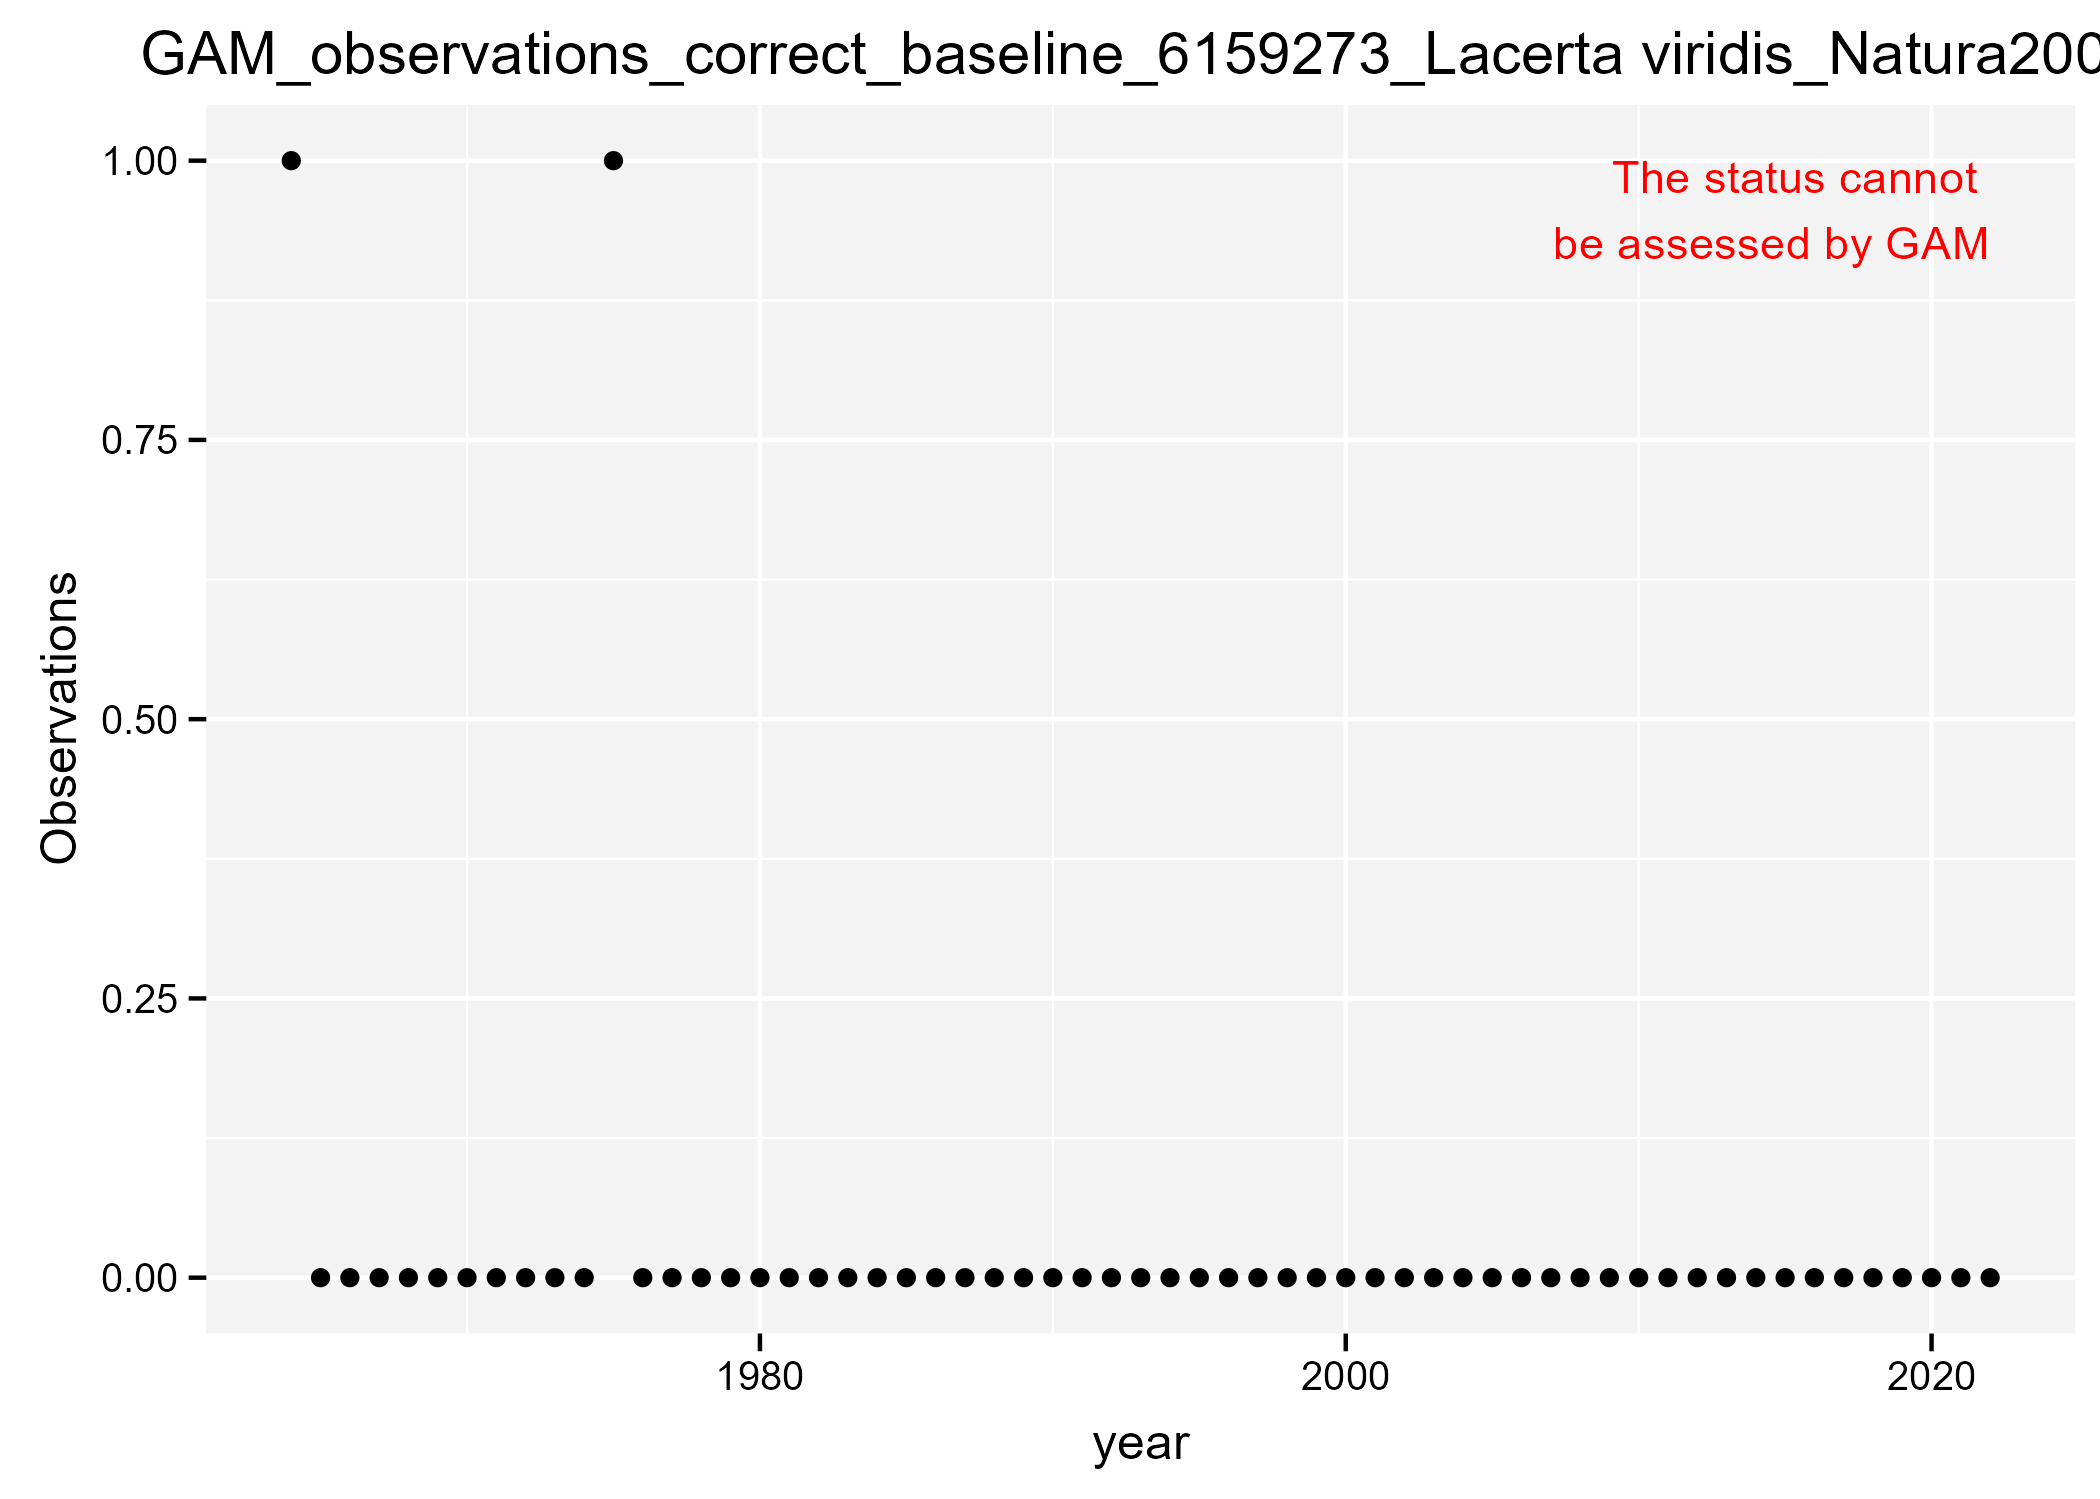 GAM_observations_correct_baseline_6159273_Lacerta viridis_Natura200
1.00
The status cannot
be assessed by GAM
0.75
Observations
0.50
0.25
0.00
1980
2000
2020
year